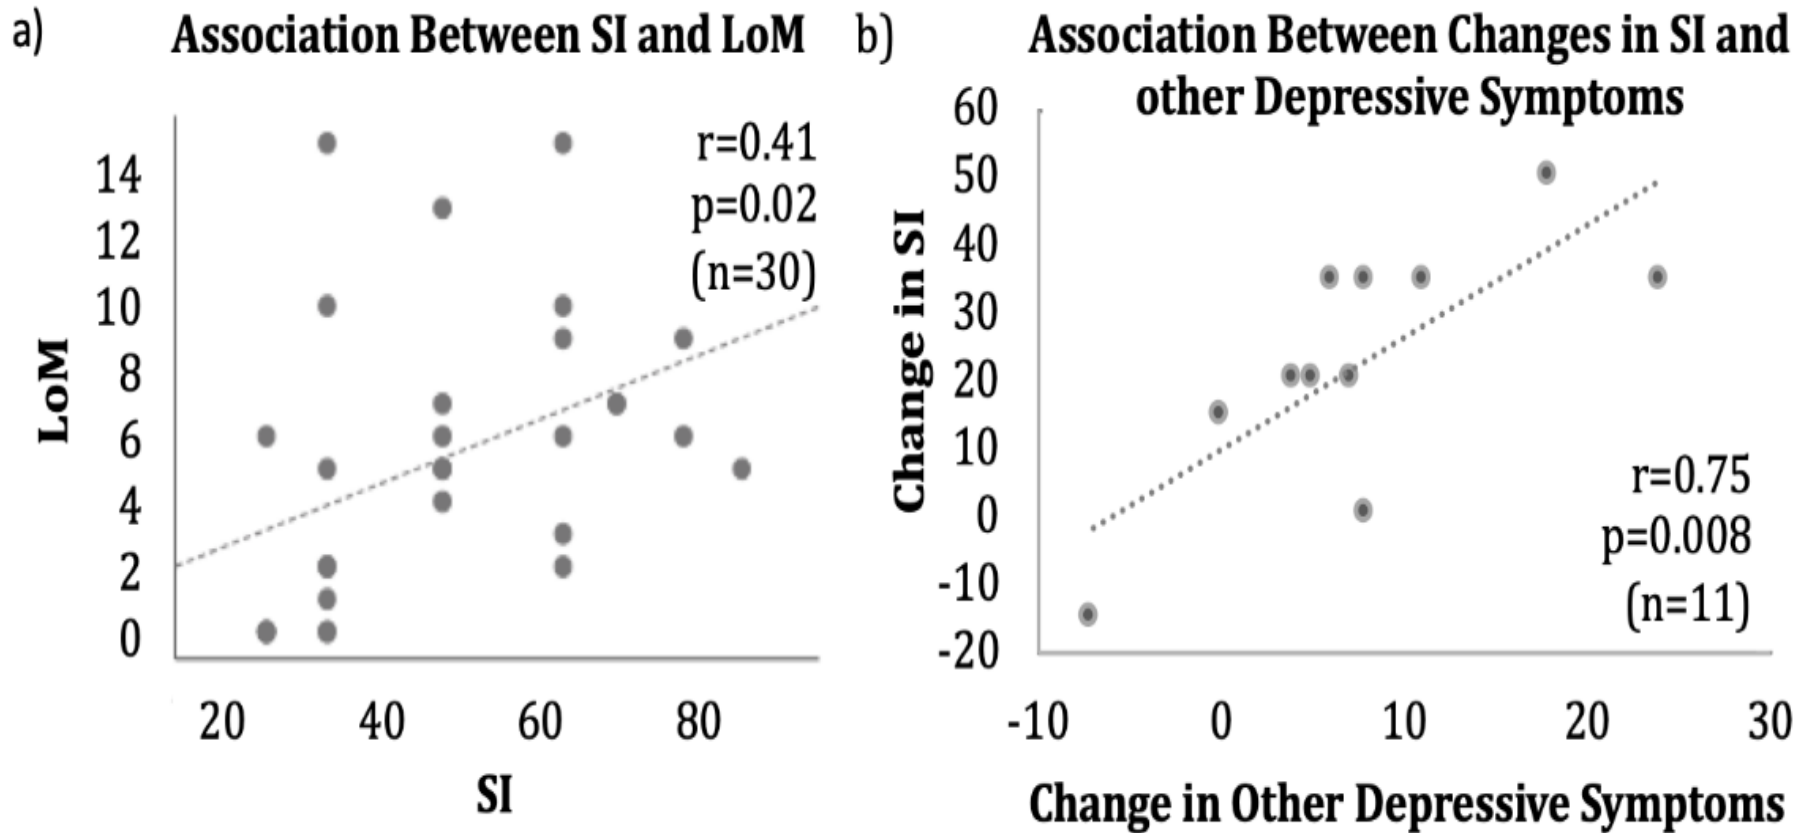 a)
Association Between SI and LoM
r=0.41
p=0.02
(n=30)
14
12
10
8
6
4
2
0
LoM
20 40 60 80
SI
b)
Association Between Changes in SI and
other Depressive Symptoms
60
50
40
30
20
10
0
-10
-20
Change in SI
r=0.75
p=0.008
(n=11)
-10 0 10 20 30
Change in Other Depressive Symptoms